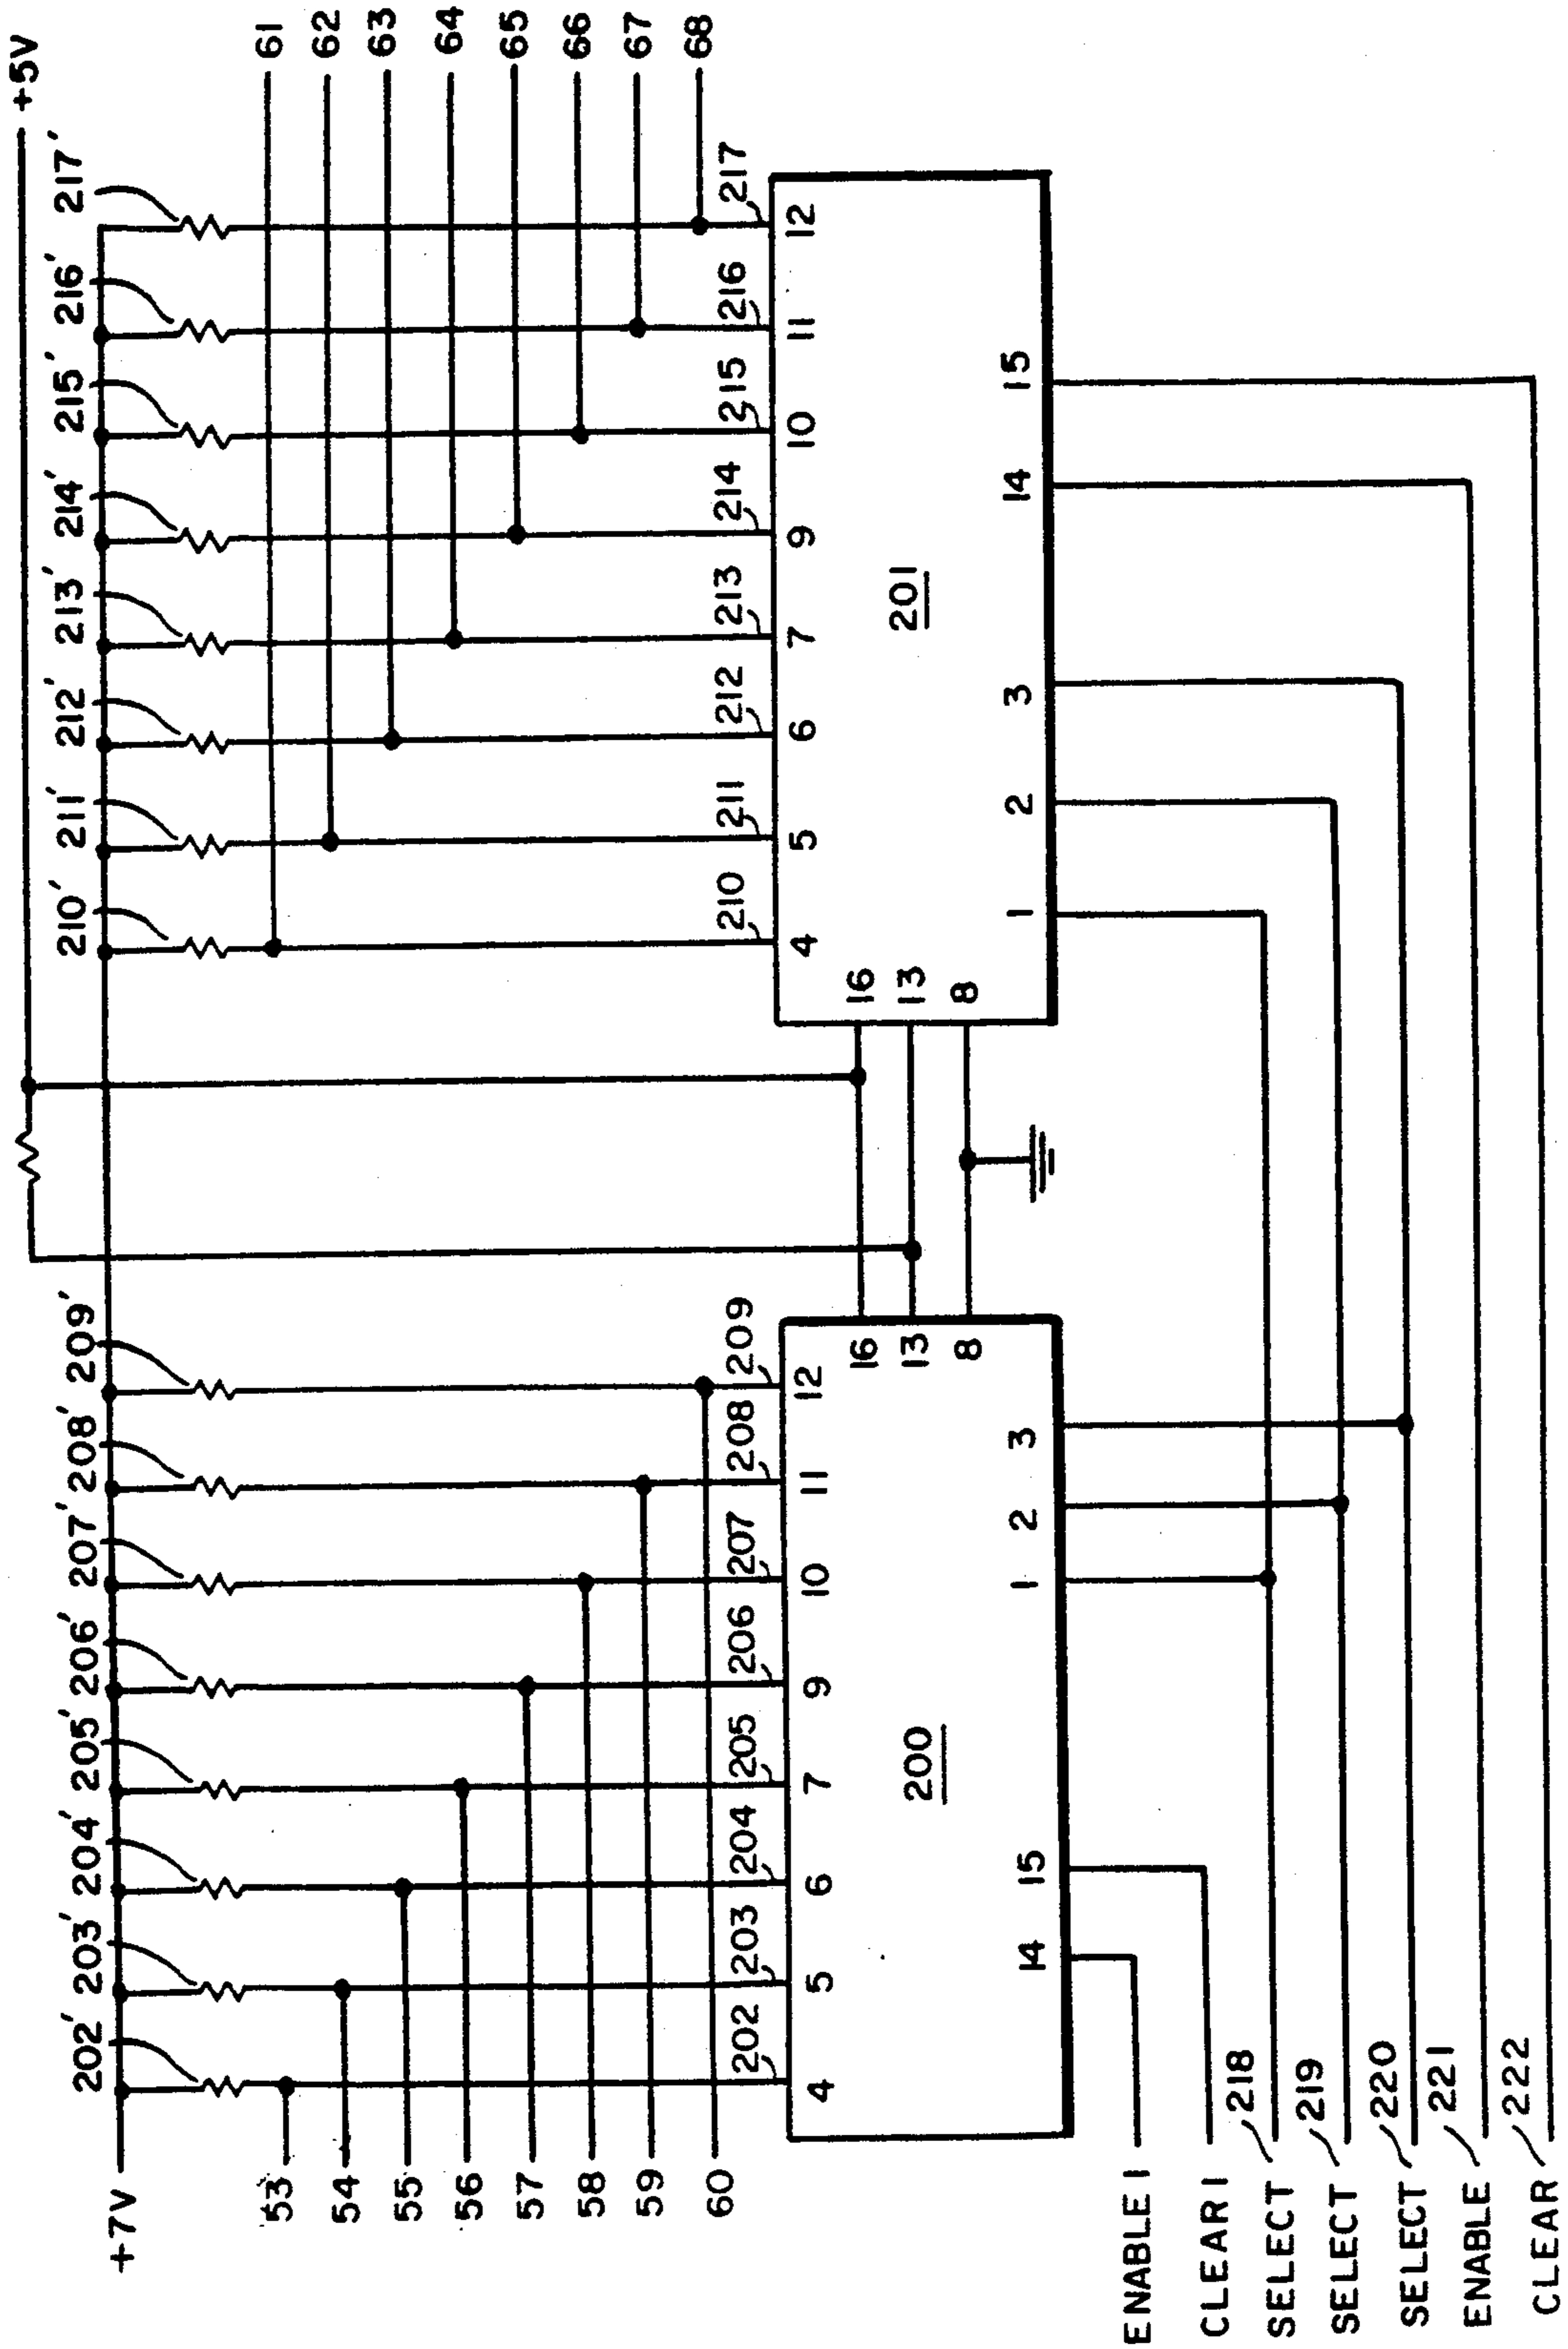 +5V
+7V
202' 203' 204' 205' 206' 207' 208' 209' 210' 211' 212' 213' 214' 215' 216' 217'
53
54
55
56
57
58
59
60
61
62
63
64
65
66
67
68
202 203 204 205 206 207 208 209
4 5 6 7 9 10 11 12
210 211 212 213 214 215 216 217
4 5 6 7 9 10 11 12
16
13
8
16
13
8
200
201
14 15 1 2 3
1 2 3 14 15
ENABLE 1
CLEAR 1
SELECT 218
SELECT 219
SELECT 220
ENABLE 221
CLEAR 222